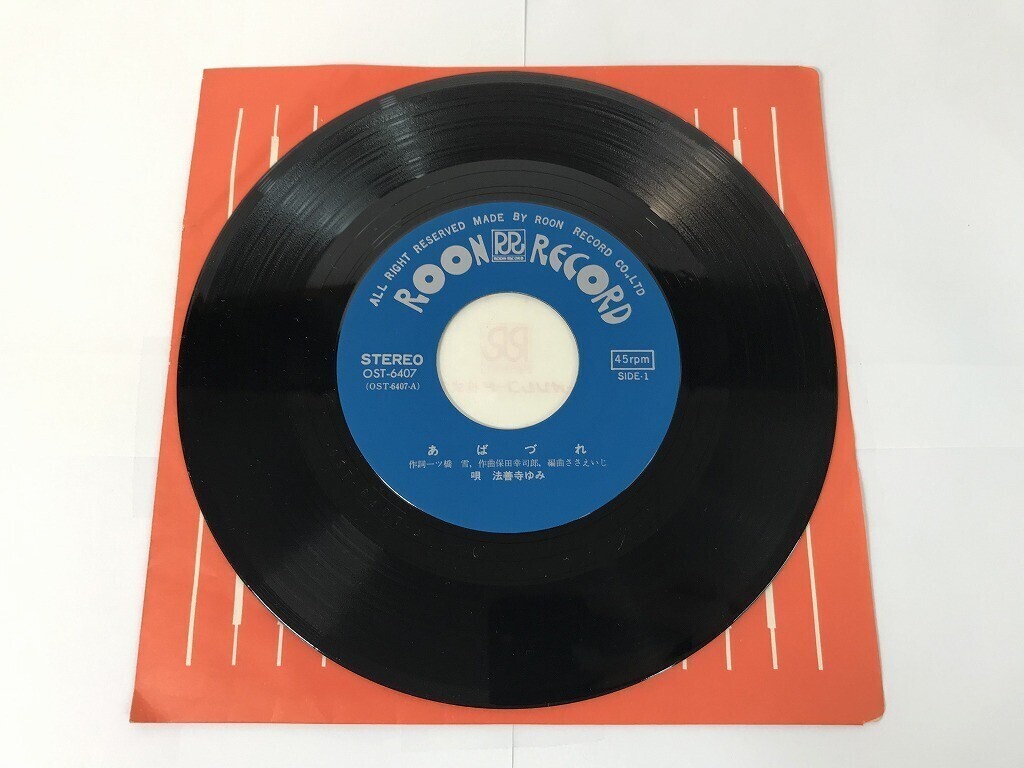 ALL RIGHT RESERVED MADE BY ROON RECORD CO.,LTD
ROON RECORD
ROON-RECORD
STEREO
OST-6407
(OST-6407-A)
45rpm
SIDE-1
あばづれ
作詞一ツ橋 雪、作曲保田幸司郎、編曲ささえいじ
唄 法善寺ゆみ